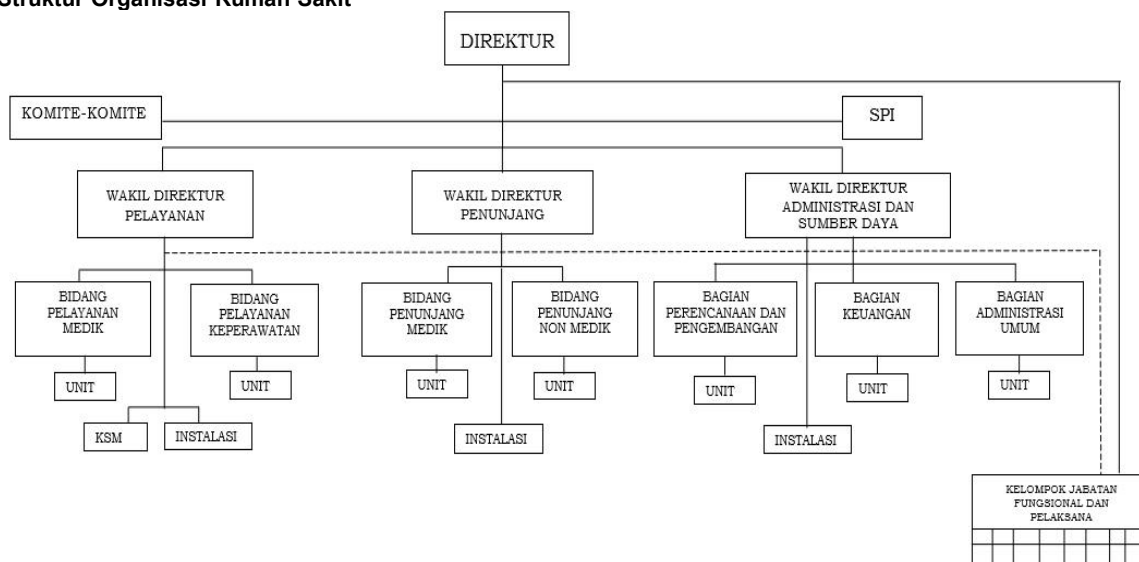 Struktur Organisasi Rumah Sakit
DIREKTUR
KOMITE-KOMITE
SPI
WAKIL DIREKTUR
PELAYANAN
WAKIL DIREKTUR
PENUNJANG
WAKIL DIREKTUR
ADMINISTRASI DAN
SUMBER DAYA
BIDANG
PELAYANAN
MEDIK
BIDANG
PELAYANAN
KEPERAWATAN
BIDANG
PENUNJANG
MEDIK
BIDANG
PENUNJANG
NON MEDIK
BAGIAN
PERENCANAAN DAN
PENGEMBANGAN
BAGIAN
KEUANGAN
BAGIAN
ADMINISTRASI
UMUM
UNIT
UNIT
UNIT
UNIT
UNIT
UNIT
UNIT
KSM
INSTALASI
INSTALASI
INSTALASI
KELOMPOK JABATAN
FUNGSIONAL DAN
PELAKSANA